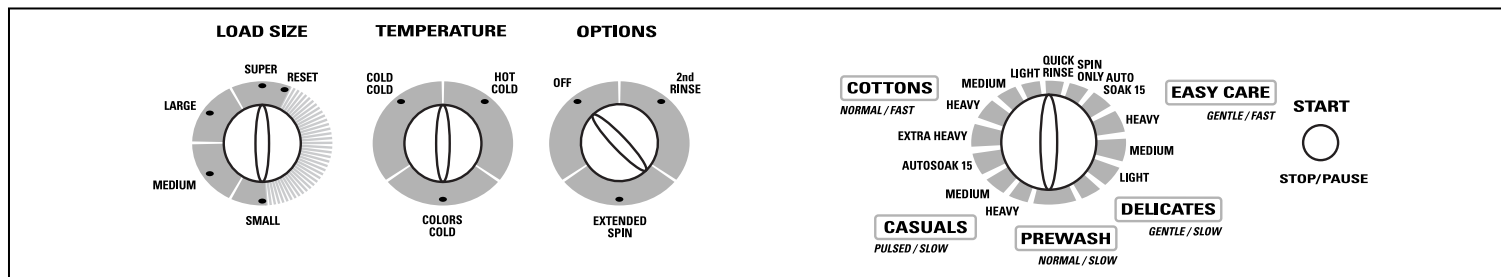 LOAD SIZE
TEMPERATURE
OPTIONS
SUPER
RESET
LARGE
MEDIUM
SMALL
COLD
COLD
HOT
COLD
COLORS
COLD
OFF
2nd
RINSE
EXTENDED
SPIN
COTTONS
NORMAL / FAST
QUICK
RINSE
SPIN
ONLY
AUTO
SOAK 15
LIGHT
MEDIUM
HEAVY
EXTRA HEAVY
AUTOSOAK 15
MEDIUM
HEAVY
EASY CARE
GENTLE / FAST
HEAVY
MEDIUM
LIGHT
DELICATES
GENTLE / SLOW
CASUALS
PULSED / SLOW
PREWASH
NORMAL / SLOW
START
STOP/PAUSE